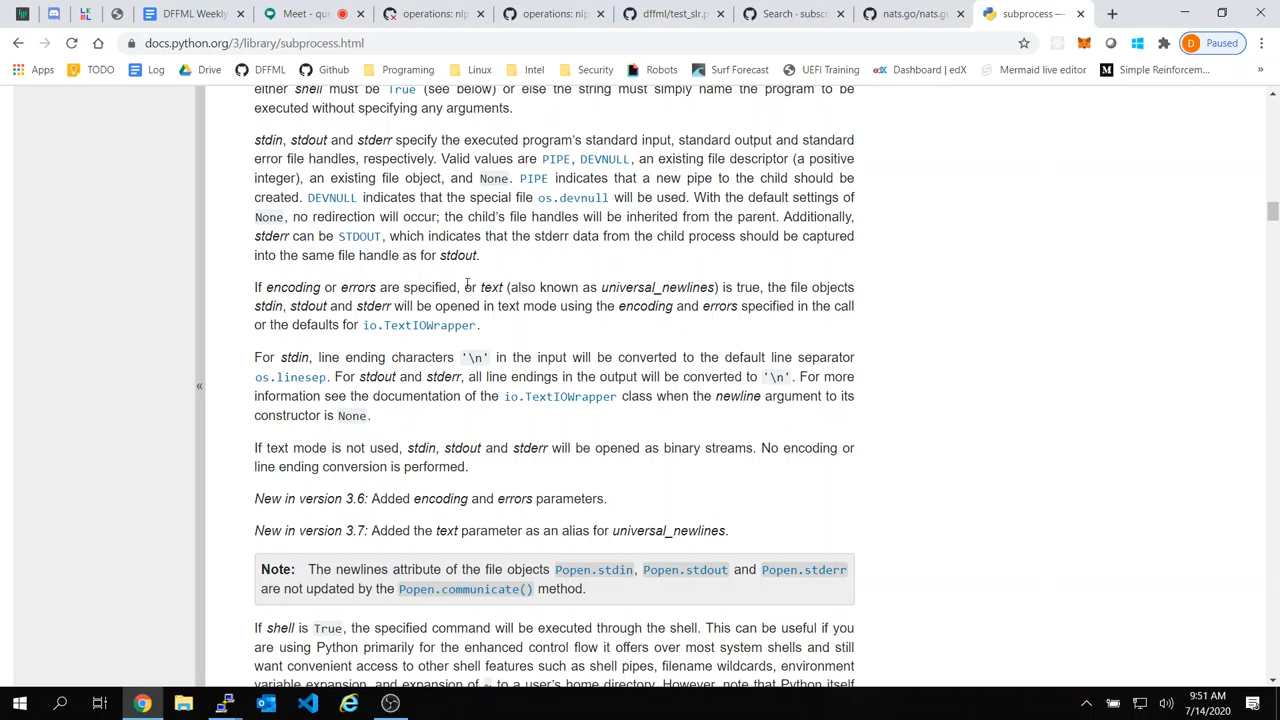 DFFML Weekly
Meet - qur
operations: nlp
operations: nlp
dffml/test_slr.p
Search · subscr
nats.go/nats.go
subprocess —
docs.python.org/3/library/subprocess.html
D Paused
Apps TODO Log Drive DFFML Github Programing Linux Intel Security Robots Surf Forecast UEFI Training Dashboard | edX Mermaid live editor Simple Reinforcem... »
either shell must be True (see below) or else the string must simply name the program to be
executed without specifying any arguments.
stdin, stdout and stderr specify the executed program's standard input, standard output and standard
error file handles, respectively. Valid values are PIPE, DEVNULL, an existing file descriptor (a positive
integer), an existing file object, and None. PIPE indicates that a new pipe to the child should be
created. DEVNULL indicates that the special file os.devnull will be used. With the default settings of
None, no redirection will occur; the child's file handles will be inherited from the parent. Additionally,
stderr can be STDOUT, which indicates that the stderr data from the child process should be captured
into the same file handle as for stdout.
If encoding or errors are specified, or text (also known as universal_newlines) is true, the file objects
stdin, stdout and stderr will be opened in text mode using the encoding and errors specified in the call
or the defaults for io.TextIOWrapper.
For stdin, line ending characters '\n' in the input will be converted to the default line separator
os.linesep. For stdout and stderr, all line endings in the output will be converted to '\n'. For more
information see the documentation of the io.TextIOWrapper class when the newline argument to its
constructor is None.
«
If text mode is not used, stdin, stdout and stderr will be opened as binary streams. No encoding or
line ending conversion is performed.
New in version 3.6: Added encoding and errors parameters.
New in version 3.7: Added the text parameter as an alias for universal_newlines.
Note: The newlines attribute of the file objects Popen.stdin, Popen.stdout and Popen.stderr
are not updated by the Popen.communicate() method.
If shell is True, the specified command will be executed through the shell. This can be useful if you
are using Python primarily for the enhanced control flow it offers over most system shells and still
want convenient access to other shell features such as shell pipes, filename wildcards, environment
variable expansion, and expansion of ~ to a user's home directory. However, note that Python itself
9:51 AM
7/14/2020